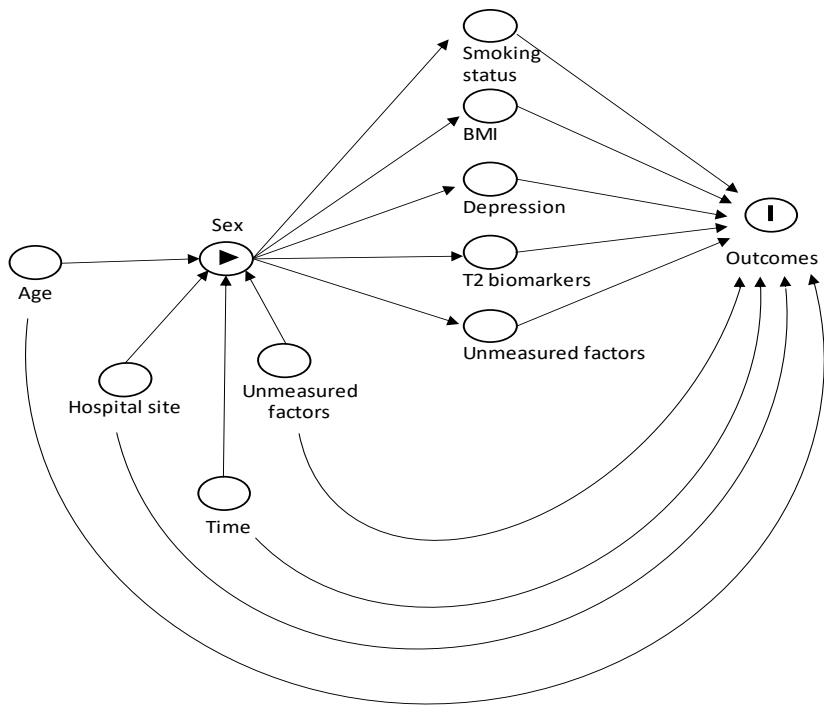 Smoking
status
BMI
Depression
Sex
T2 biomarkers
Outcomes
Age
Unmeasured factors
Hospital site
Unmeasured
factors
Time